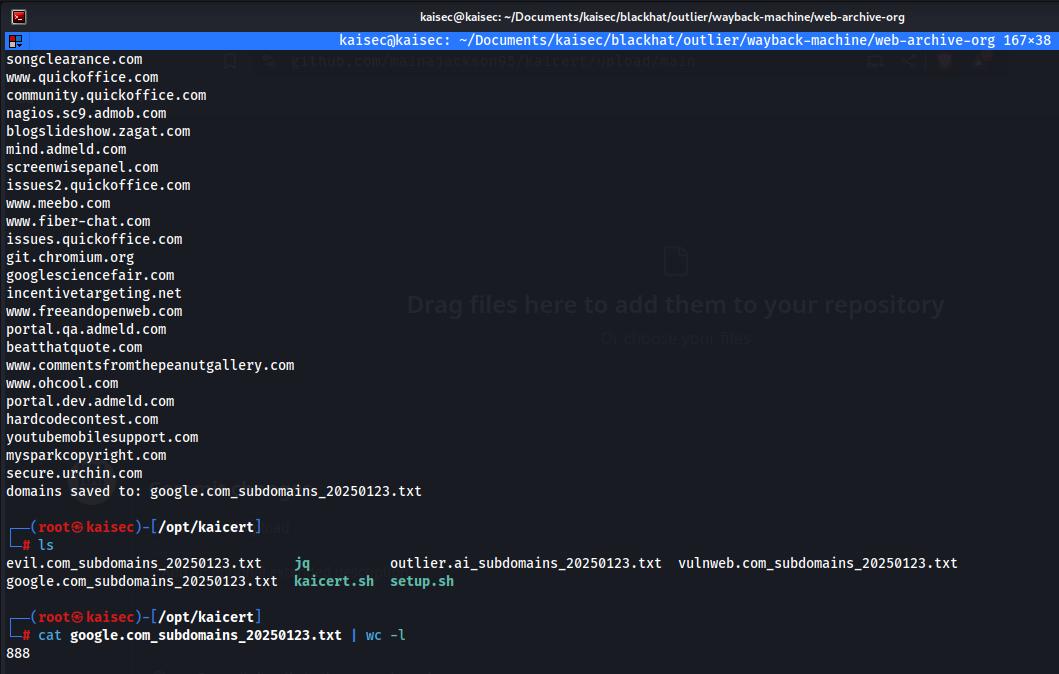 kaisec@kaisec: ~/Documents/kaisec/blackhat/outlier/wayback-machine/web-archive-org
kaisec@kaisec: ~/Documents/kaisec/blackhat/outlier/wayback-machine/web-archive-org 167×38
songclearance.com
github.com/mainajackson95/kaicert/upload/main
www.quickoffice.com
community.quickoffice.com
nagios.sc9.admob.com
blogslideshow.zagat.com
mind.admeld.com
screenwisepanel.com
issues2.quickoffice.com
www.meebo.com
www.fiber-chat.com
issues.quickoffice.com
git.chromium.org
googlesciencefair.com
incentivetargeting.net
Drag files here to add them to your repository
www.freeandopenweb.com
portal.qa.admeld.com
Or choose your files
beatthatquote.com
www.commentsfromthepeanutgallery.com
www.ohcool.com
portal.dev.admeld.com
hardcodecontest.com
youtubemobilesupport.com
mysparkcopyright.com
secure.urchin.com
domains saved to: google.com_subdomains_20250123.txt
┌──(root㉿kaisec)-[/opt/kaicert]
└─# ls
evil.com_subdomains_20250123.txt jq outlier.ai_subdomains_20250123.txt vulnweb.com_subdomains_20250123.txt
google.com_subdomains_20250123.txt kaicert.sh setup.sh
┌──(root㉿kaisec)-[/opt/kaicert]
└─# cat google.com_subdomains_20250123.txt | wc -l
888